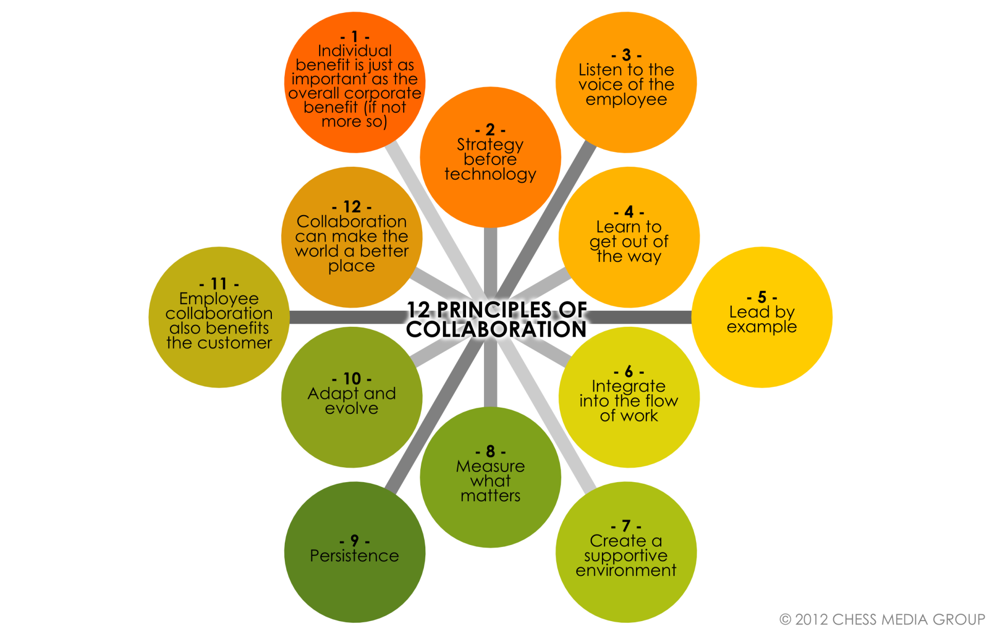 - 1 -
Individual
benefit is just as
important as the
overall corporate
benefit (if not
more so)
- 2 -
Strategy
before
technology
- 3 -
Listen to the
voice of the
employee
- 4 -
Learn to
get out of
the way
- 5 -
Lead by
example
- 6 -
Integrate
into the flow
of work
- 7 -
Create a
supportive
environment
- 8 -
Measure
what
matters
- 9 -
Persistence
- 10 -
Adapt and
evolve
- 11 -
Employee
collaboration
also benefits
the customer
- 12 -
Collaboration
can make the
world a better
place
12 PRINCIPLES OF
COLLABORATION
© 2012 CHESS MEDIA GROUP